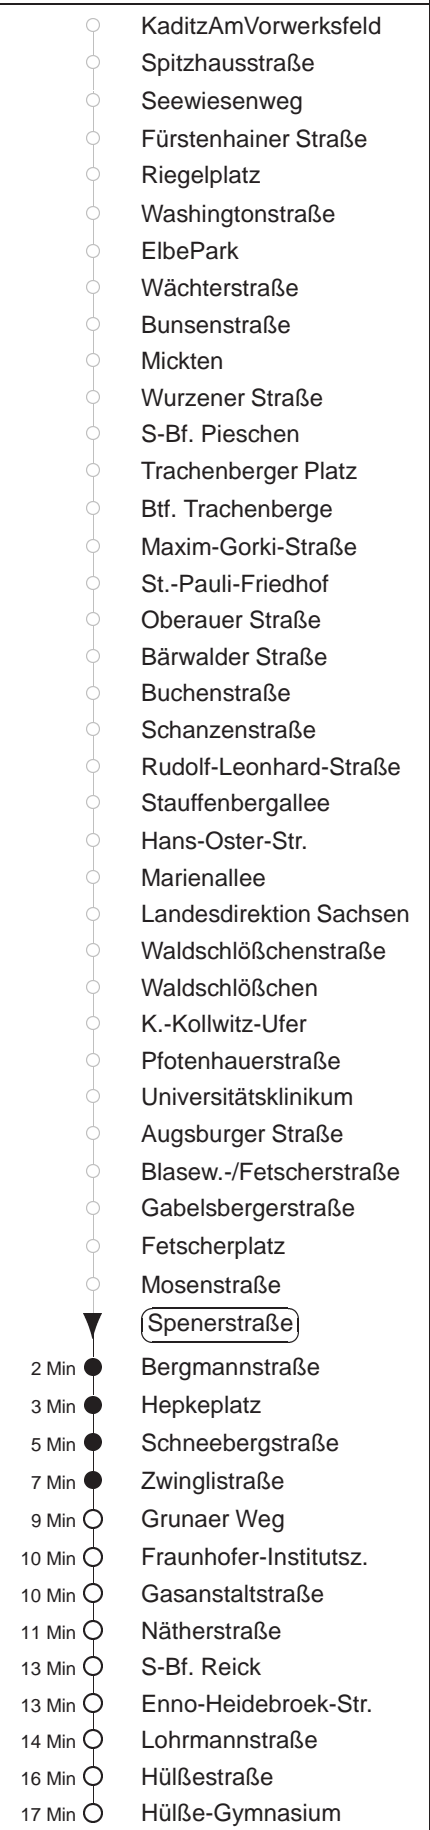 KaditzAmVorwerksfeld
Spitzhausstraße
Seewiesenweg
Fürstenhainer Straße
Riegelplatz
Washingtonstraße
ElbePark
Wächterstraße
Bunsenstraße
Mickten
Wurzener Straße
S-Bf. Pieschen
Trachenberger Platz
Btf. Trachenberge
Maxim-Gorki-Straße
St.-Pauli-Friedhof
Oberauer Straße
Bärwalder Straße
Buchenstraße
Schanzenstraße
Rudolf-Leonhard-Straße
Stauffenbergallee
Hans-Oster-Str.
Marienallee
Landesdirektion Sachsen
Waldschlößchenstraße
Waldschlößchen
K.-Kollwitz-Ufer
Pfotenhauerstraße
Universitätsklinikum
Augsburger Straße
Blasew.-/Fetscherstraße
Gabelsbergerstraße
Fetscherplatz
Mosenstraße
Spenerstraße
2 Min Bergmannstraße
3 Min Hepkeplatz
5 Min Schneebergstraße
7 Min Zwinglistraße
9 Min Grunaer Weg
10 Min Fraunhofer-Institutsz.
10 Min Gasanstaltstraße
11 Min Nätherstraße
13 Min S-Bf. Reick
13 Min Enno-Heidebroek-Str.
14 Min Lohrmannstraße
16 Min Hülßestraße
17 Min Hülße-Gymnasium